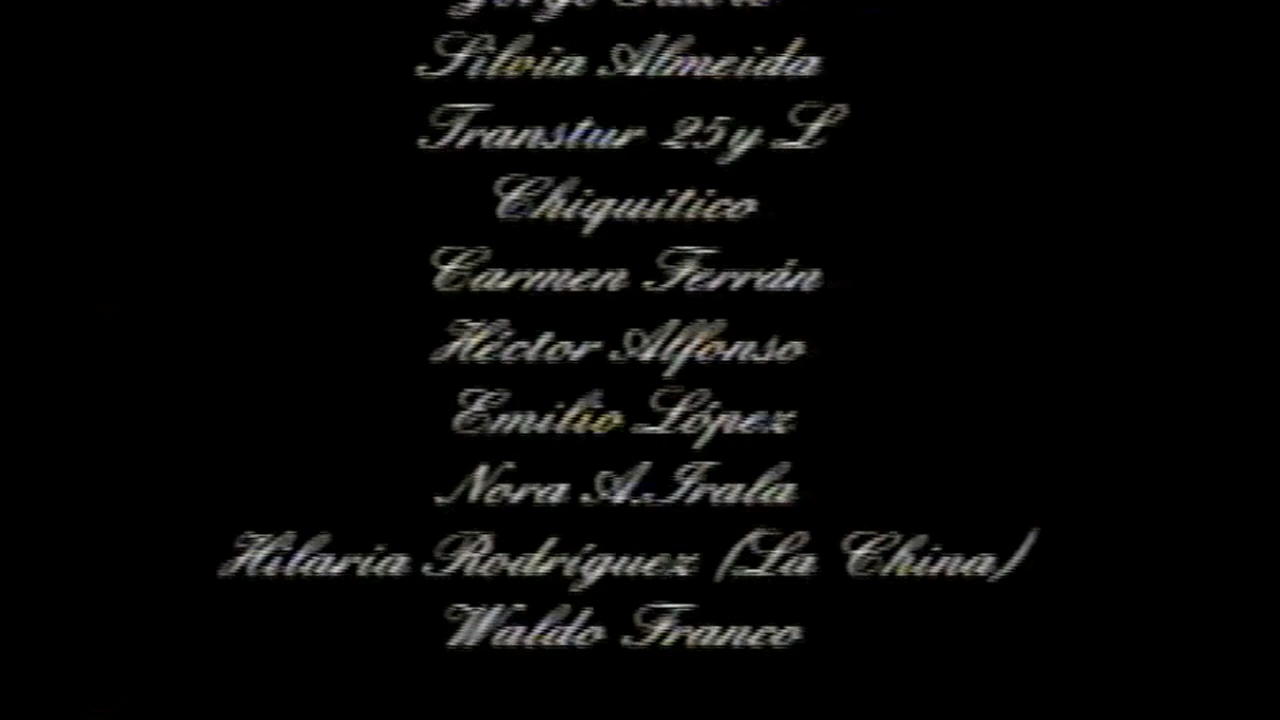 Jorge
Silvia Almeida
Transtur 25 y L
Chiquitico
Carmen Ferrán
Héctor Alfonso
Emilio López
Nora A. Irala
Hilaria Rodríguez (La China)
Waldo Franco